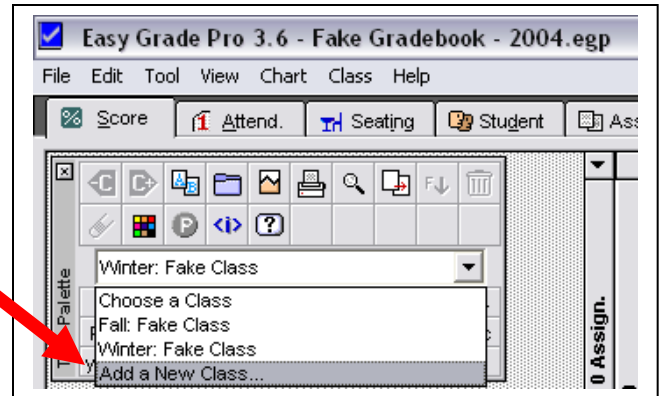 Easy Grade Pro 3.6 - Fake Gradebook - 2004.egp
File Edit Tool View Chart Class Help
Score Attend. Seating Student Ass
Winter: Fake Class
Choose a Class
Fall: Fake Class
Winter: Fake Class
Add a New Class...
Palette
0 Assign.